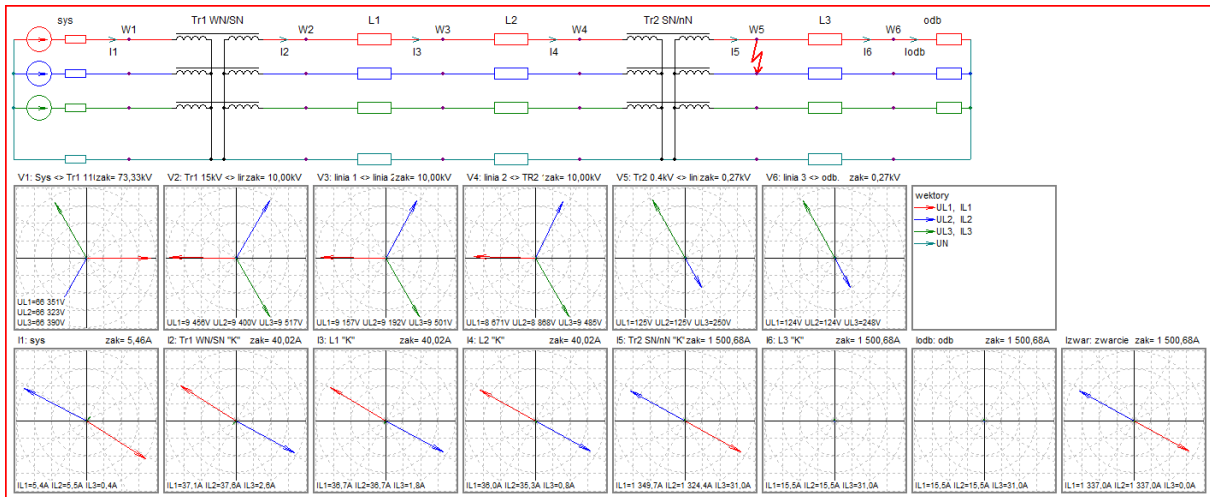 sys Tr1 WN/SN L1 L2 Tr2 SN/nN L3 odb
W1 W2 W3 W4 W5 W6
I1 I2 I3 I4 I5 I6 Iodb
V1: Sys <> Tr1 11 zak= 73,33kV
UL1=66 351V
UL2=66 323V
UL3=66 390V
V2: Tr1 15kV <> lir zak= 10,00kV
UL1=9 456V UL2=9 400V UL3=9 517V
V3: linia 1 <> linia 2 zak= 10,00kV
UL1=9 157V UL2=9 192V UL3=9 501V
V4: linia 2 <> TR2 zak= 10,00kV
UL1=8 671V UL2=8 868V UL3=9 485V
V5: Tr2 0.4kV <> lin zak= 0,27kV
UL1=125V UL2=125V UL3=250V
V6: linia 3 <> odb. zak= 0,27kV
UL1=124V UL2=124V UL3=248V
wektory
UL1, IL1
UL2, IL2
UL3, IL3
UN
I1: sys zak= 5,46A
IL1=5,4A IL2=5,5A IL3=0,4A
I2: Tr1 WN/SN "K" zak= 40,02A
IL1=37,1A IL2=37,6A IL3=2,6A
I3: L1 "K" zak= 40,02A
IL1=36,7A IL2=36,7A IL3=1,8A
I4: L2 "K" zak= 40,02A
IL1=36,0A IL2=35,3A IL3=0,8A
I5: Tr2 SN/nN "K" zak= 1 500,68A
IL1=1 349,7A IL2=1 324,4A IL3=31,0A
I6: L3 "K" zak= 1 500,68A
IL1=15,5A IL2=15,5A IL3=31,0A
Iodb: odb zak= 1 500,68A
IL1=15,5A IL2=15,5A IL3=31,0A
Izwar: zwarcie zak= 1 500,68A
IL1=1 337,0A IL2=1 337,0A IL3=0,0A